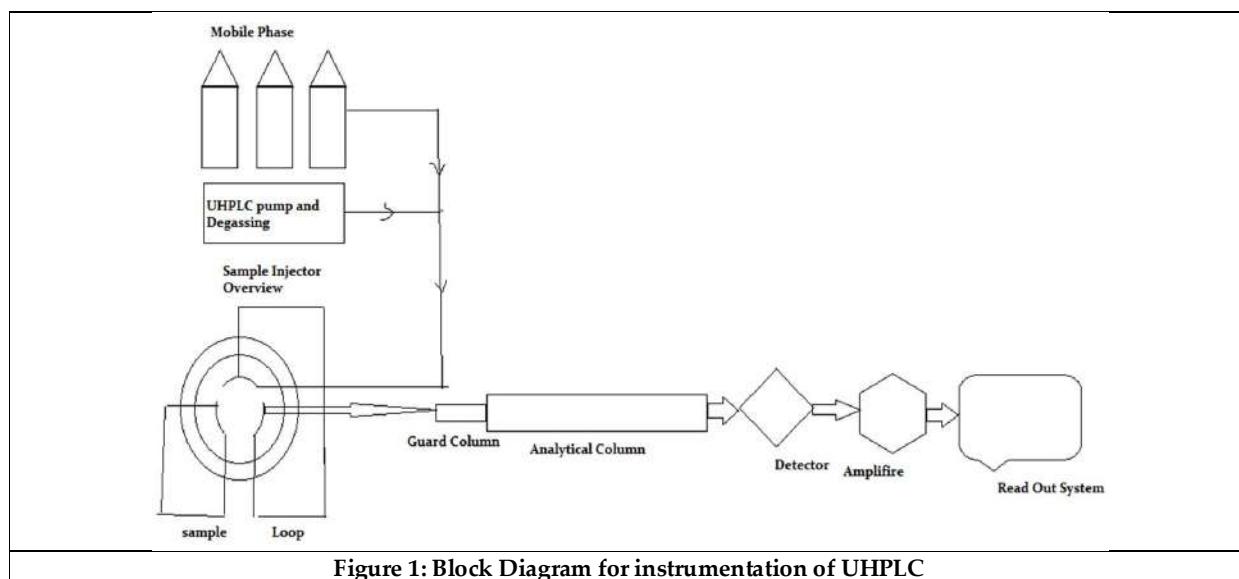 Mobile Phase
UHPLC pump and
Degassing
Sample Injector
Overview
Guard Column
Analytical Column
Detector
Amplifire
Read Out System
sample
Loop
Figure 1: Block Diagram for instrumentation of UHPLC